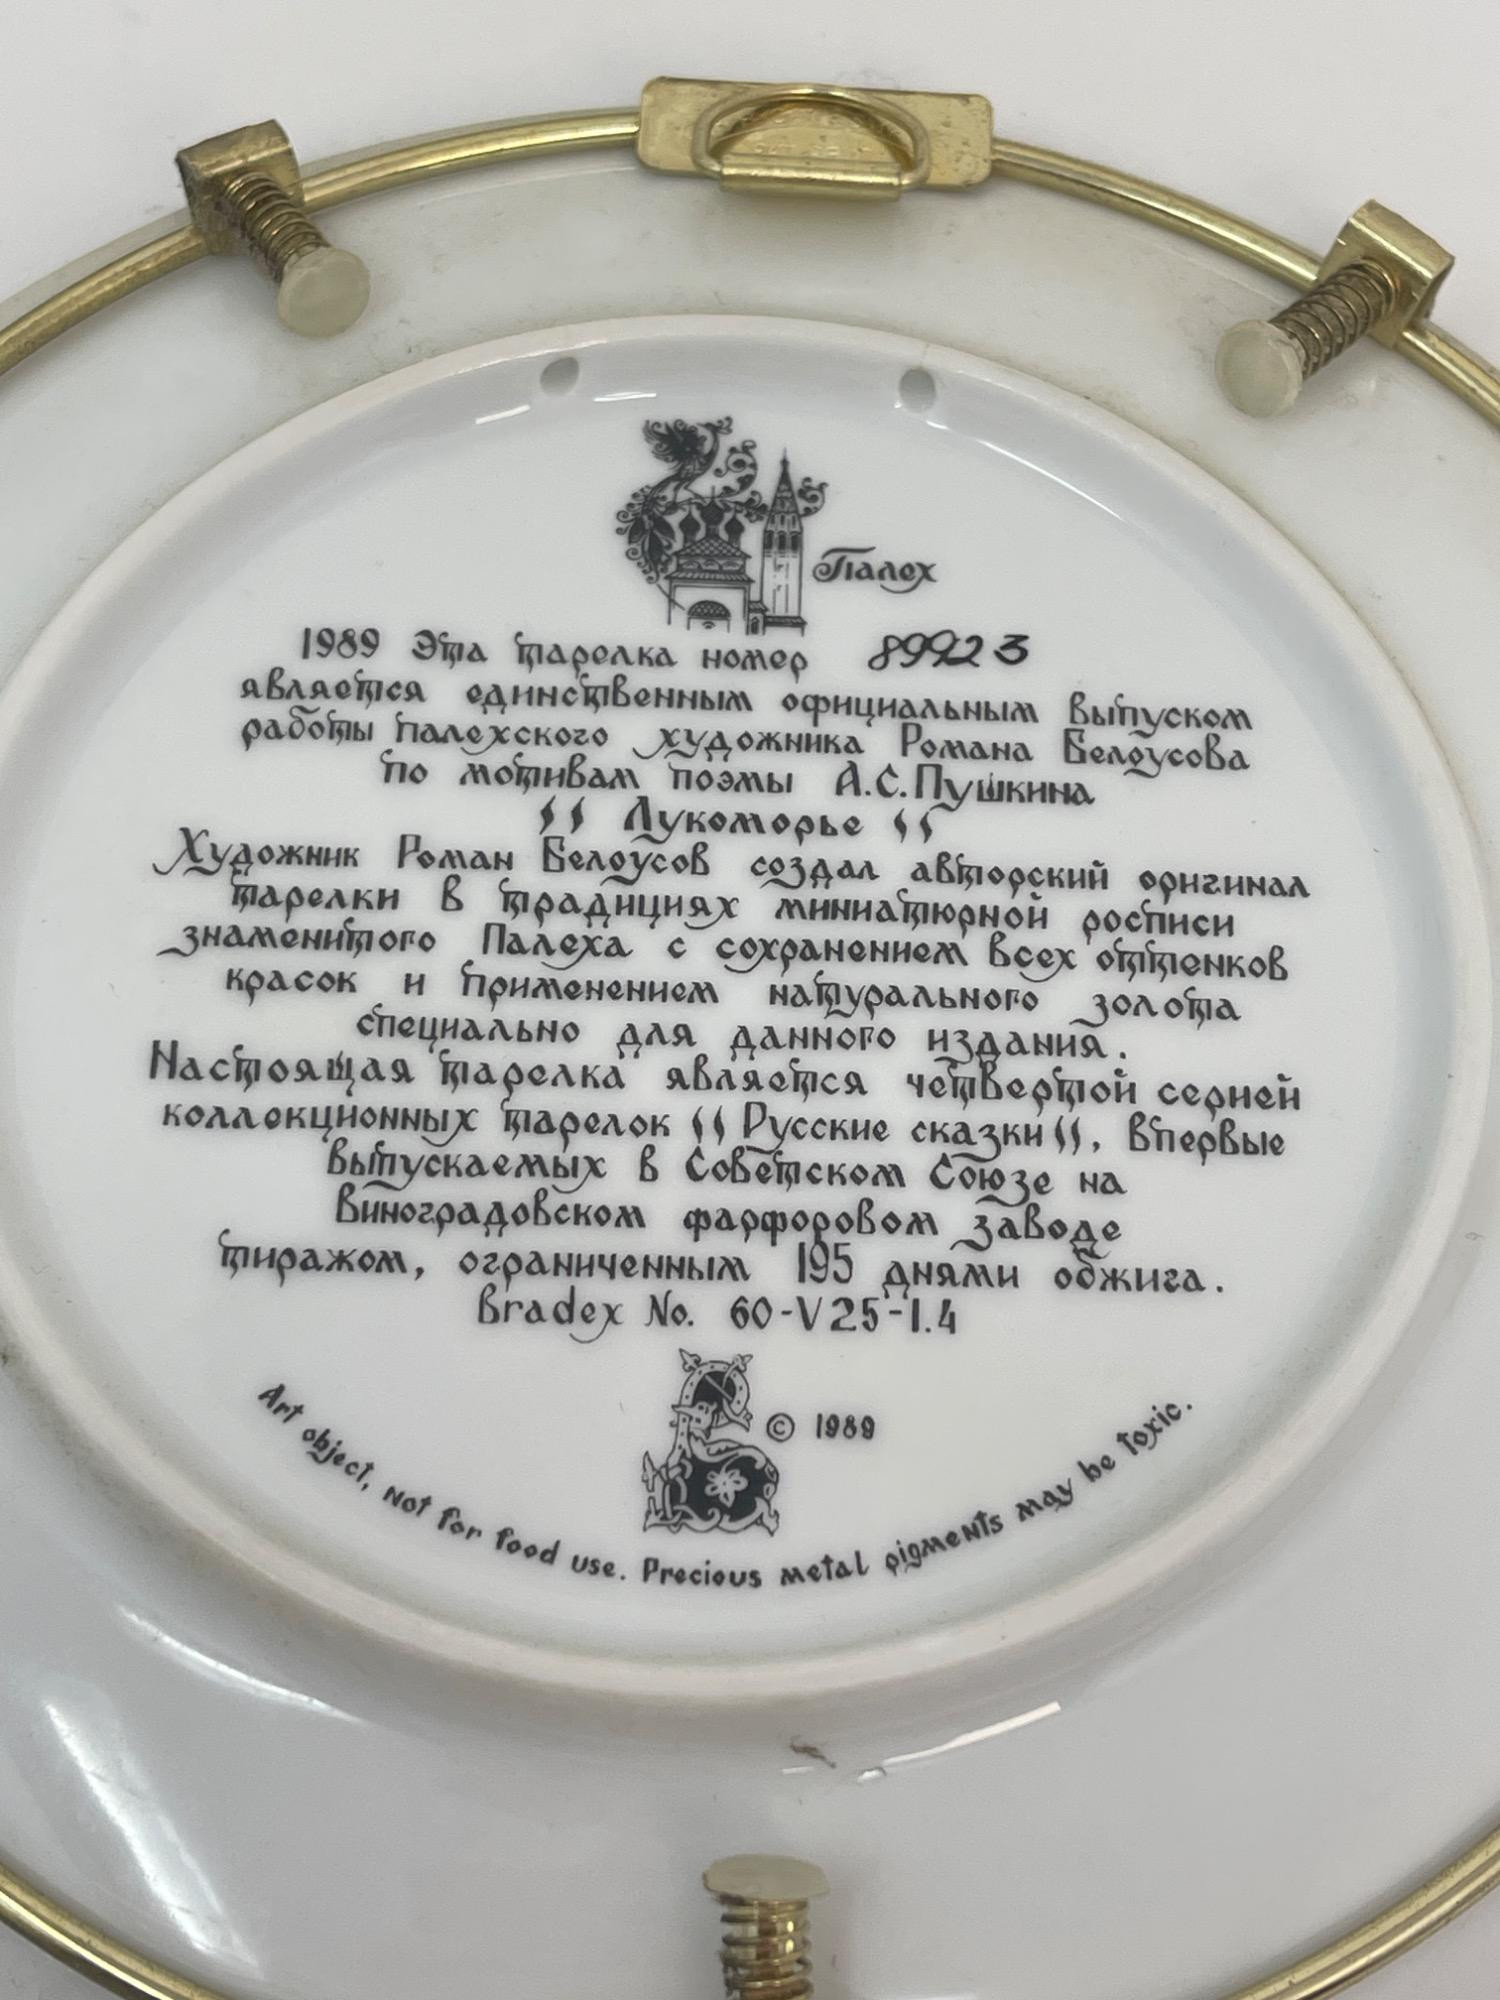 Палех
1989 Эта тарелка номер 89923
является единственным официальным выпуском
работы палехского художника Романа Белоусова
по мотивам поэмы А.С.Пушкина
"Лукоморье"
Художник Роман Белоусов создал авторский оригинал
тарелки в традициях миниатюрной росписи
знаменитого Палеха с сохранением всех оттенков
красок и применением натурального золота
специально для данного издания.
Настоящая тарелка является четвертой серией
коллекционных тарелок "Русские сказки", впервые
выпускаемых в Советском Союзе на
Виноградовском фарфоровом заводе
тиражом, ограниченным 195 днями обжига.
Bradex No. 60-V25-1.4
© 1989
Art object, not for food use. Precious metal pigments may be toxic.